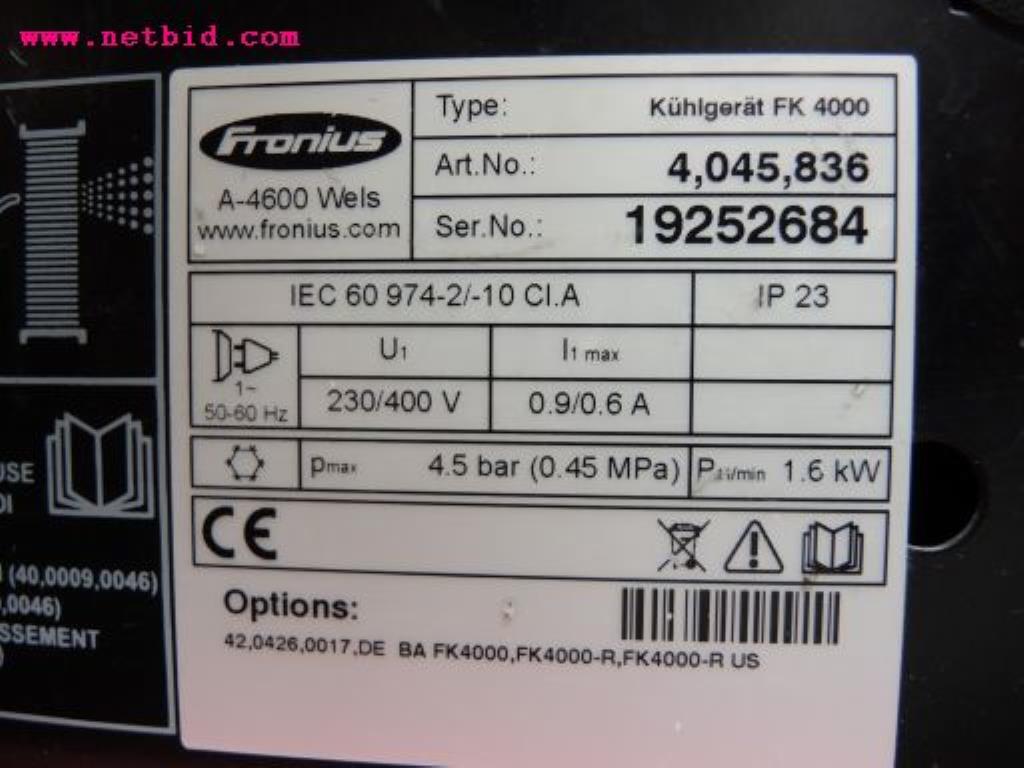 www.netbid.com
Fronius
A-4600 Wels
www.fronius.com
Type: Kühlgerät FK 4000
Art.No.: 4,045,836
Ser.No.: 19252684
IEC 60 974-2/-10 Cl.A IP 23
1~
50-60 Hz
U1 I1 max
230/400 V 0.9/0.6 A
pmax 4.5 bar (0.45 MPa) P 1l/min 1.6 kW
CE
Options:
42,0426,0017,DE BA FK4000,FK4000-R,FK4000-R US
USE
DI
(40,0009,0046)
,0046)
SSEMENT
)